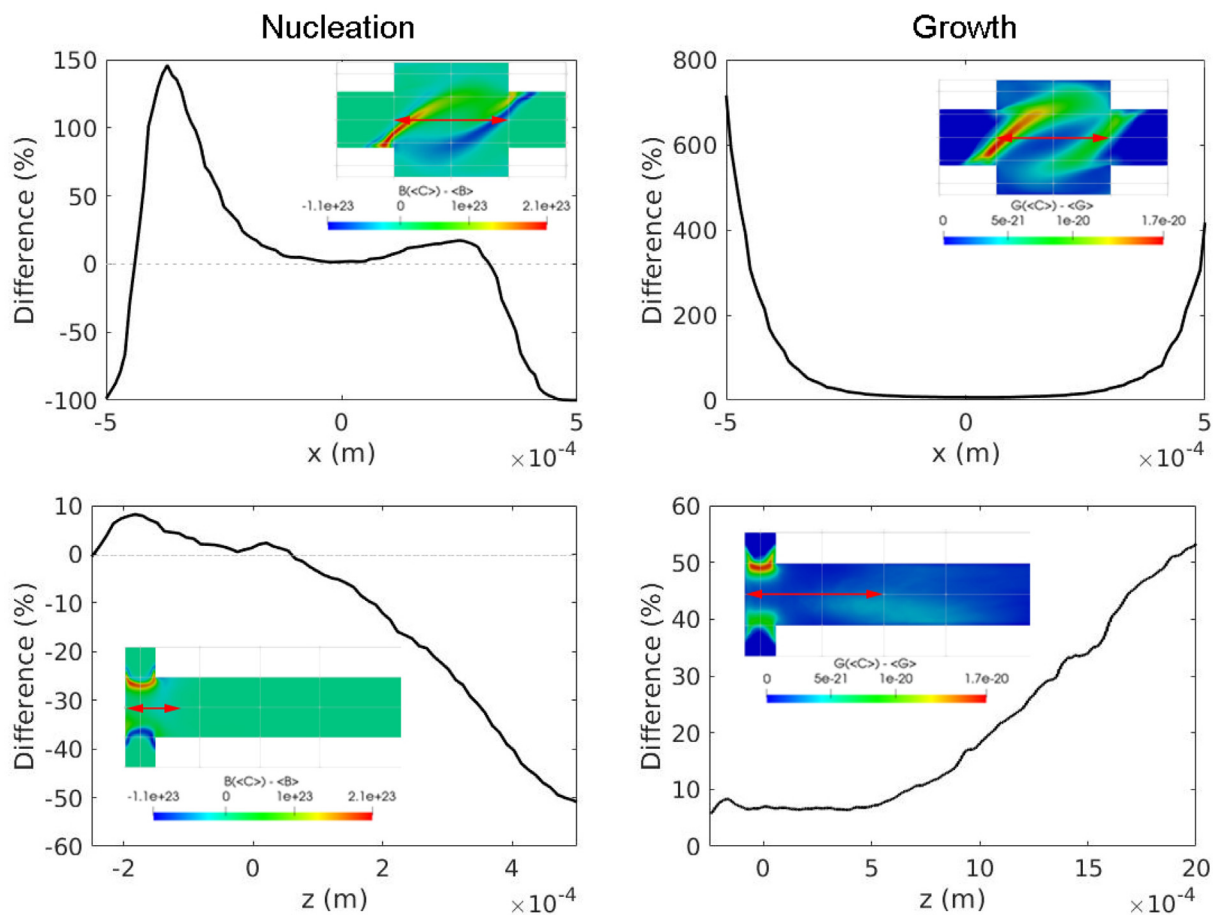 Nucleation
Growth
150
100
50
0
-50
-100
Difference (%)
B(<C>) - <B>
-1.1e+23 0 1e+23 2.1e+23
-5 0 5
x (m) ×10-4
800
600
400
200
0
Difference (%)
G(<C>) - <G>
0 5e-21 1e-20 1.7e-20
-5 0 5
x (m) ×10-4
10
0
-10
-20
-30
-40
-50
-60
Difference (%)
B(<C>) - <B>
-1.1e+23 0 1e+23 2.1e+23
-2 0 2 4
z (m) ×10-4
60
50
40
30
20
10
0
Difference (%)
G(<C>) - <G>
0 5e-21 1e-20 1.7e-20
0 5 10 15 20
z (m) ×10-4